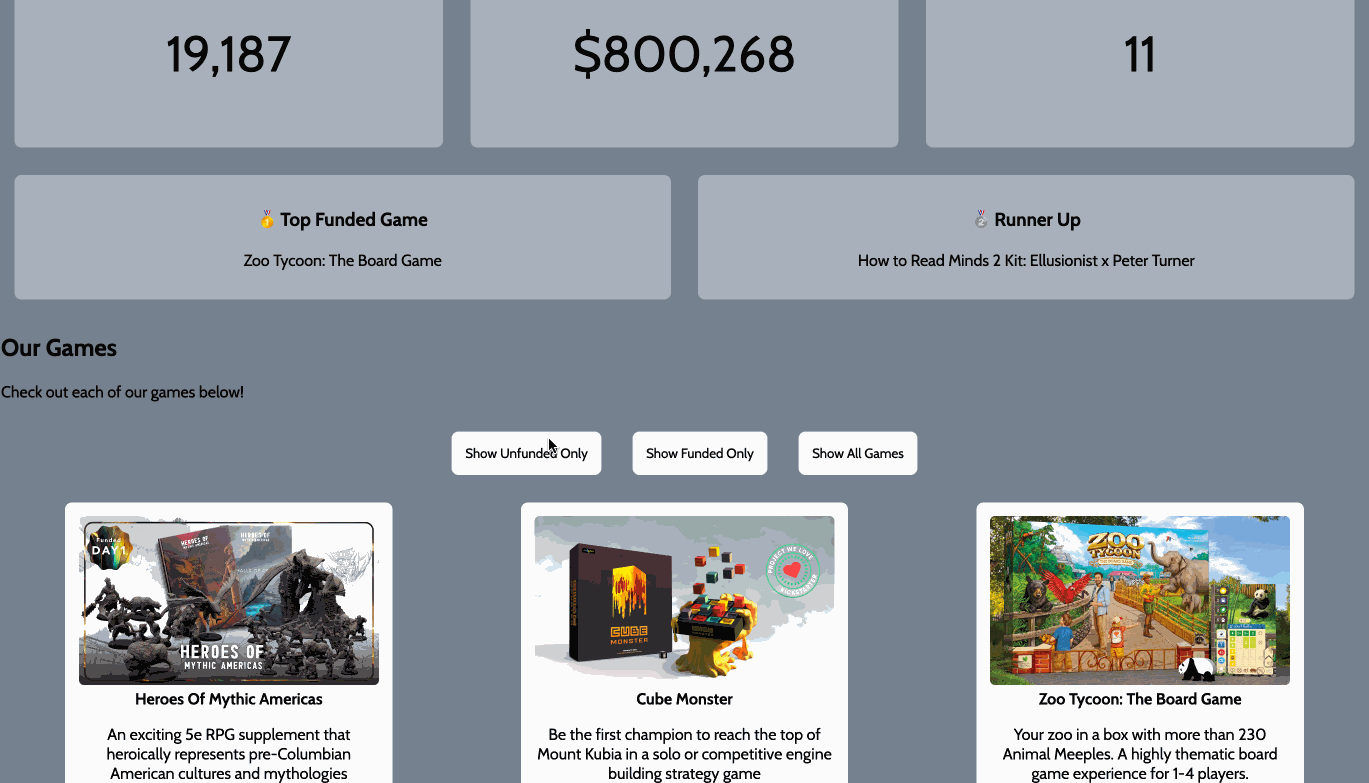 19,187
$800,268
11
🥇 Top Funded Game
Zoo Tycoon: The Board Game
🥈 Runner Up
How to Read Minds 2 Kit: Ellusionist x Peter Turner
Our Games
Check out each of our games below!
Show Unfunded Only
Show Funded Only
Show All Games
Funded
DAY 1
HEROES OF
HEROES OF
HEROES OF
MYTHIC AMERICAS
Heroes Of Mythic Americas
An exciting 5e RPG supplement that
heroically represents pre-Columbian
American cultures and mythologies
CUBE
MONSTER
PROJECT WE LOVE
KICKSTARTER
Cube Monster
Be the first champion to reach the top of
Mount Kubia in a solo or competitive engine
building strategy game
ZOO
TYCOON
Zoo Tycoon: The Board Game
Your zoo in a box with more than 230
Animal Meeples. A highly thematic board
game experience for 1-4 players.